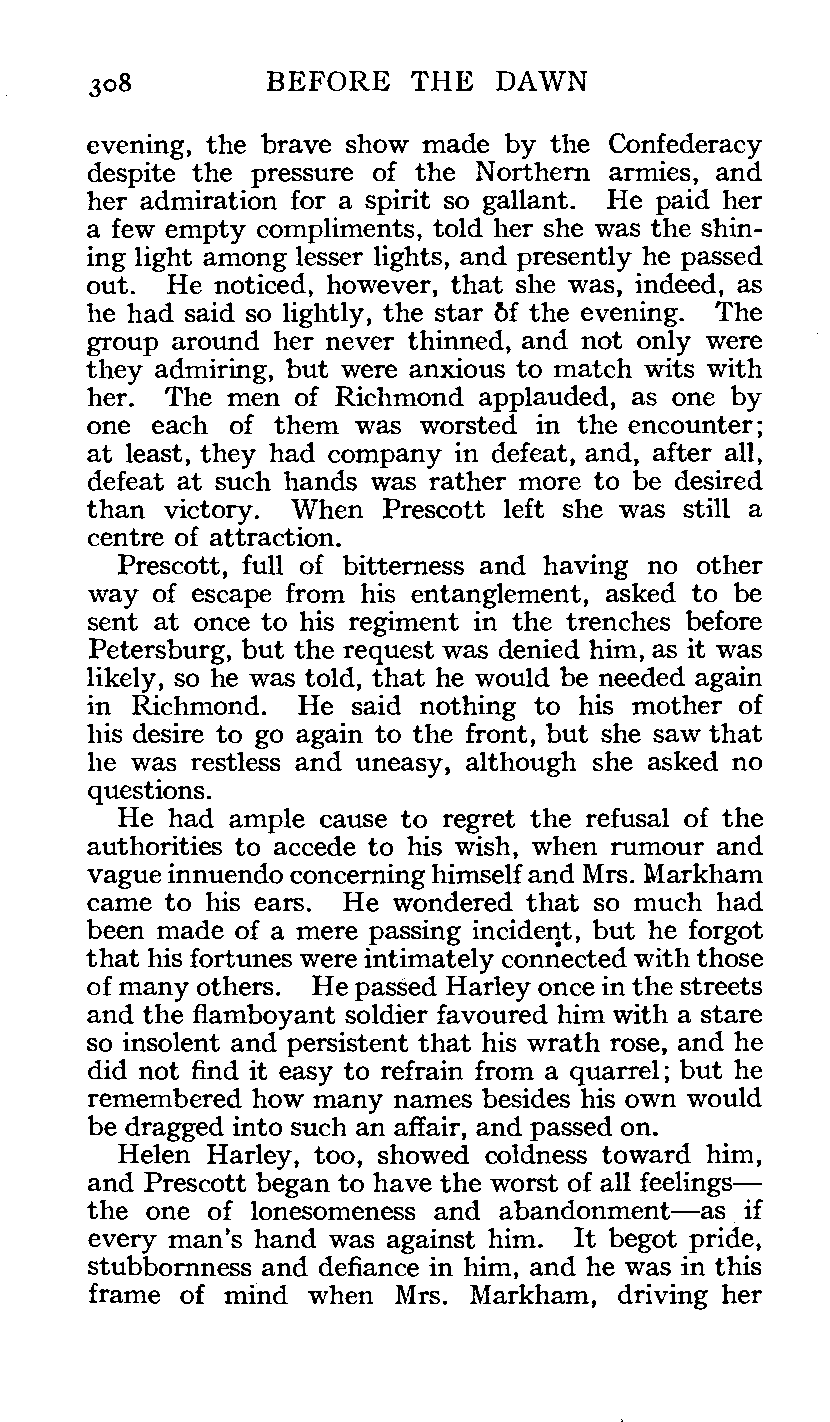 308 BEFORE THE DAWN
evening, the brave show made by the Confederacy
despite the pressure of the Northern armies, and
her admiration for a spirit so gallant. He paid her
a few empty compliments, told her she was the shin-
ing light among lesser lights, and presently he passed
out. He noticed, however, that she was, indeed, as
he had said so lightly, the star of the evening. The
group around her never thinned, and not only were
they admiring, but were anxious to match wits with
her. The men of Richmond applauded, as one by
one each of them was worsted in the encounter;
at least, they had company in defeat, and, after all,
defeat at such hands was rather more to be desired
than victory. When Prescott left she was still a
centre of attraction.
Prescott, full of bitterness and having no other
way of escape from his entanglement, asked to be
sent at once to his regiment in the trenches before
Petersburg, but the request was denied him, as it was
likely, so he was told, that he would be needed again
in Richmond. He said nothing to his mother of
his desire to go again to the front, but she saw that
he was restless and uneasy, although she asked no
questions.
He had ample cause to regret the refusal of the
authorities to accede to his wish, when rumour and
vague innuendo concerning himself and Mrs. Markham
came to his ears. He wondered that so much had
been made of a mere passing incident, but he forgot
that his fortunes were intimately connected with those
of many others. He passed Harley once in the streets
and the flamboyant soldier favoured him with a stare
so insolent and persistent that his wrath rose, and he
did not find it easy to refrain from a quarrel; but he
remembered how many names besides his own would
be dragged into such an affair, and passed on.
Helen Harley, too, showed coldness toward him,
and Prescott began to have the worst of all feelings—
the one of lonesomeness and abandonment—as if
every man's hand was against him. It begot pride,
stubbornness and defiance in him, and he was in this
frame of mind when Mrs. Markham, driving her